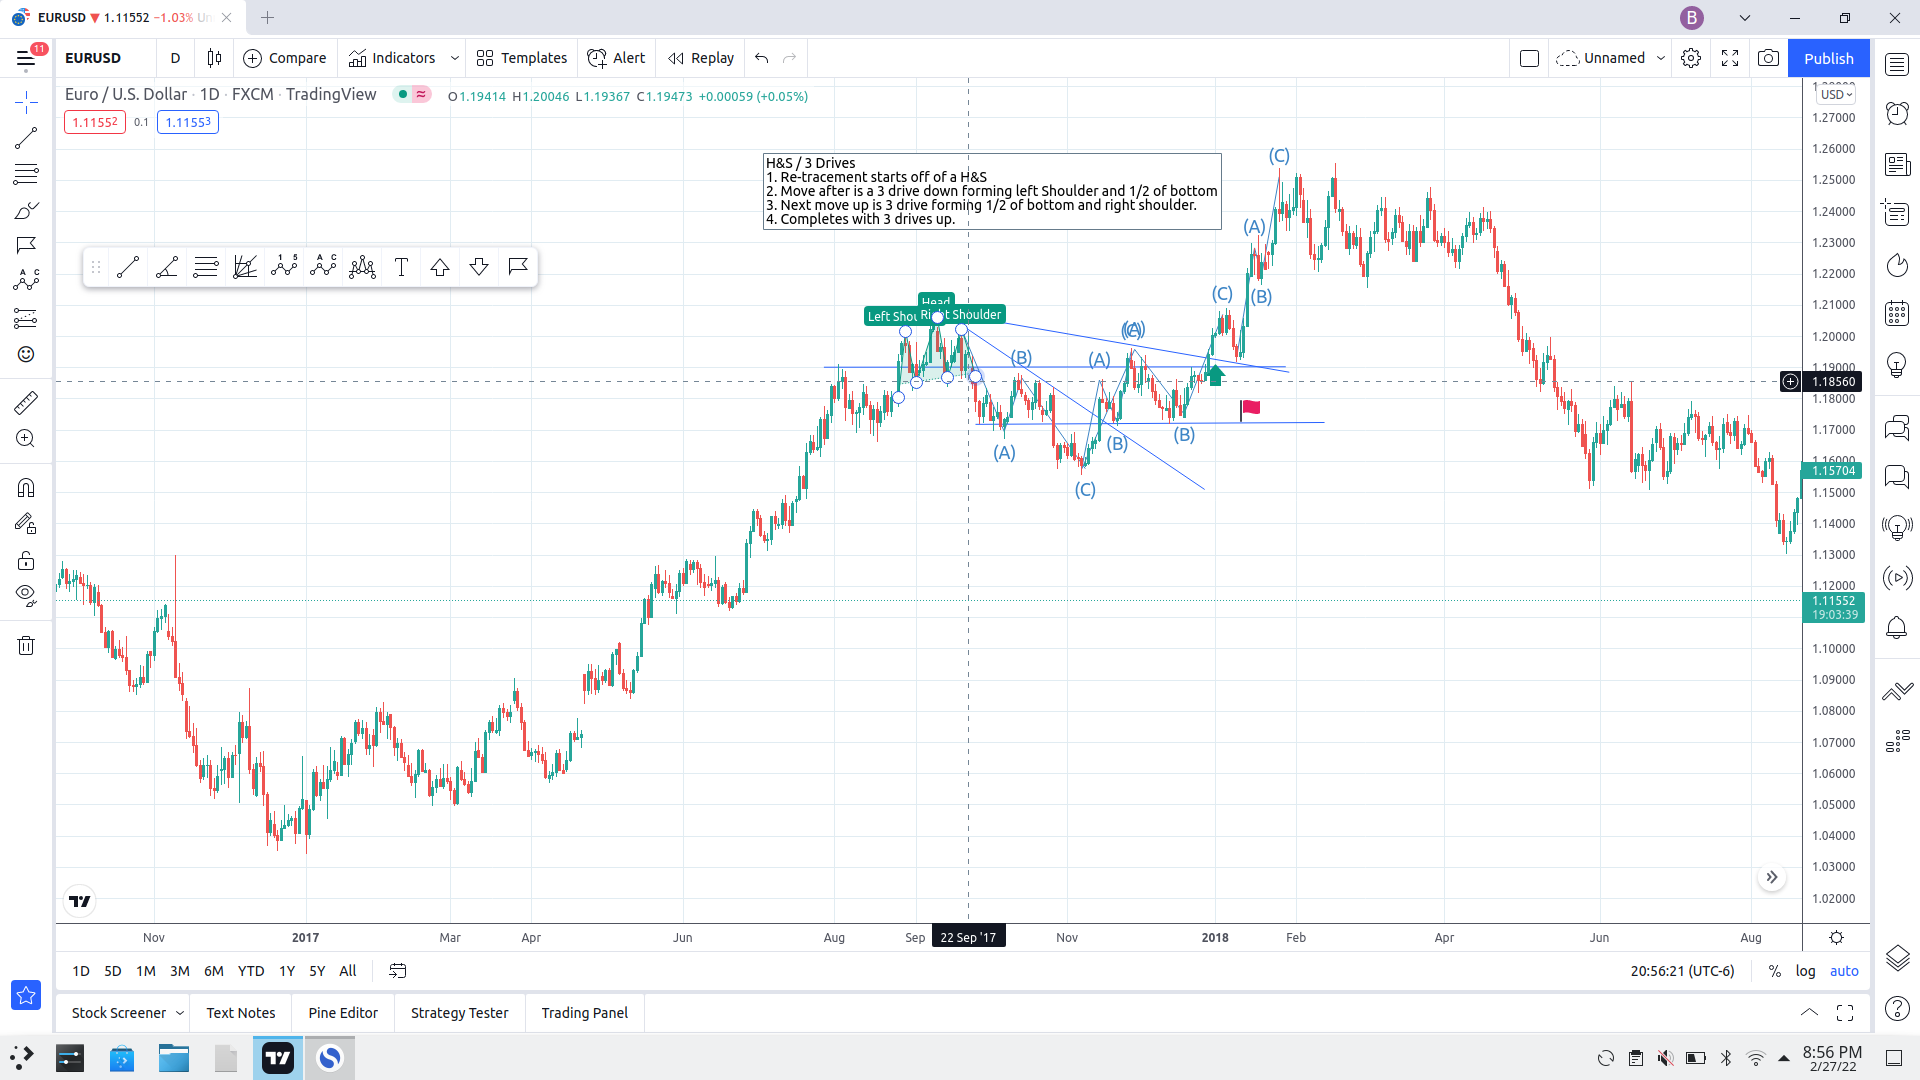 EURUSD ▼ 1.11552 −1.03% Un
B
11
EURUSD D Compare Indicators Templates Alert Replay Unnamed Publish
Euro / U.S. Dollar · 1D · FXCM · TradingView
O1.19414 H1.20046 L1.19367 C1.19473 +0.00059 (+0.05%)
1.11552 0.1 1.11553
USD
H&S / 3 Drives
1. Re-tracement starts off of a H&S
2. Move after is a 3 drive down forming left Shoulder and 1/2 of bottom
3. Next move up is 3 drive forming 1/2 of bottom and right shoulder.
4. Completes with 3 drives up.
Head
Left Shou
Right Shoulder
(A)
(B)
(C)
(A)
(B)
(A)
(B)
(C)
(A)
(B)
(C)
1.27000
1.26000
1.25000
1.24000
1.23000
1.22000
1.21000
1.20000
1.19000
1.18560
1.18000
1.17000
1.16000
1.15704
1.15000
1.14000
1.13000
1.12000
1.11552
19:03:39
1.10000
1.09000
1.08000
1.07000
1.06000
1.05000
1.04000
1.03000
1.02000
Nov 2017 Mar Apr Jun Aug Sep 22 Sep '17 Nov 2018 Feb Apr Jun Aug
1D 5D 1M 3M 6M YTD 1Y 5Y All
20:56:21 (UTC-6) % log auto
Stock Screener Text Notes Pine Editor Strategy Tester Trading Panel
8:56 PM
2/27/22